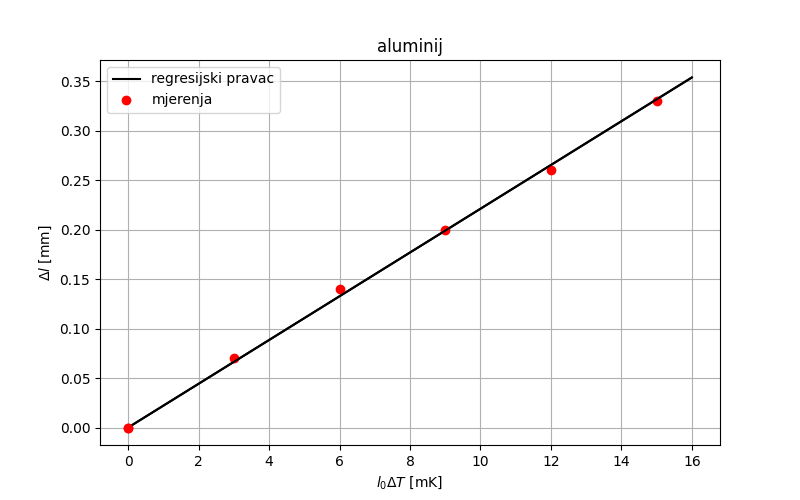 aluminij
regresijski pravac
mjerenja
0.35
0.30
0.25
0.20
0.15
0.10
0.05
0.00
Δl [mm]
0 2 4 6 8 10 12 14 16
l₀ΔT [mK]